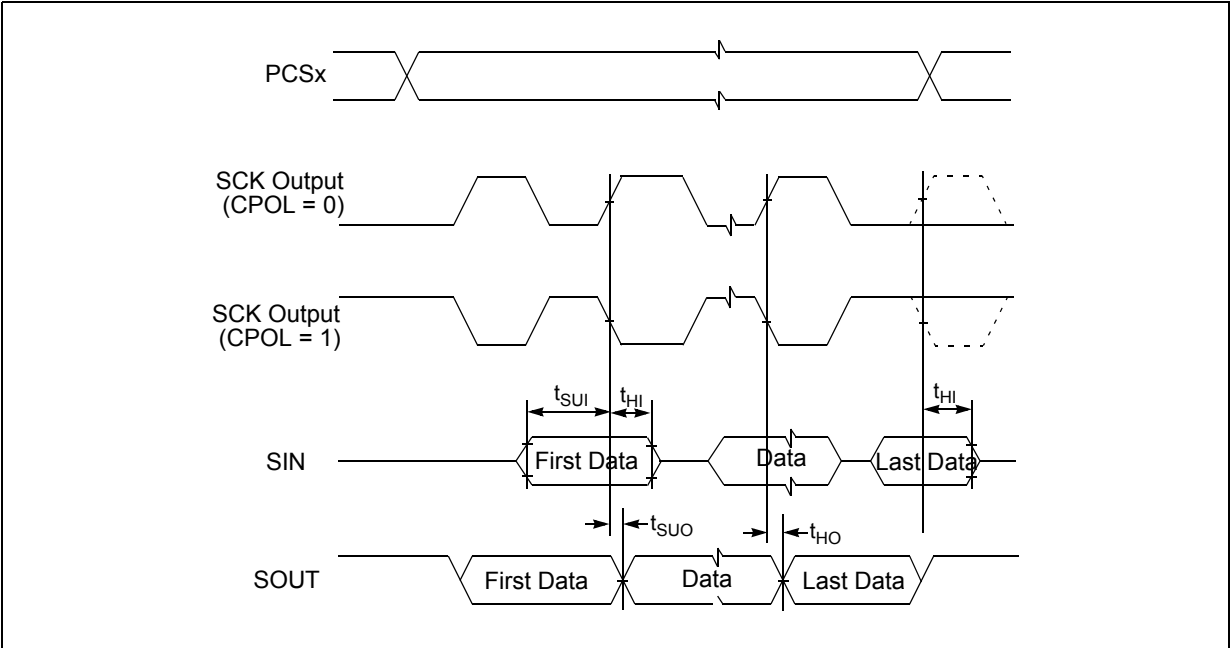 PCSx
SCK Output
(CPOL = 0)
SCK Output
(CPOL = 1)
tSUI
tHI
tHI
SIN
First Data
Data
Last Data
tSUO
tHO
SOUT
First Data
Data
Last Data